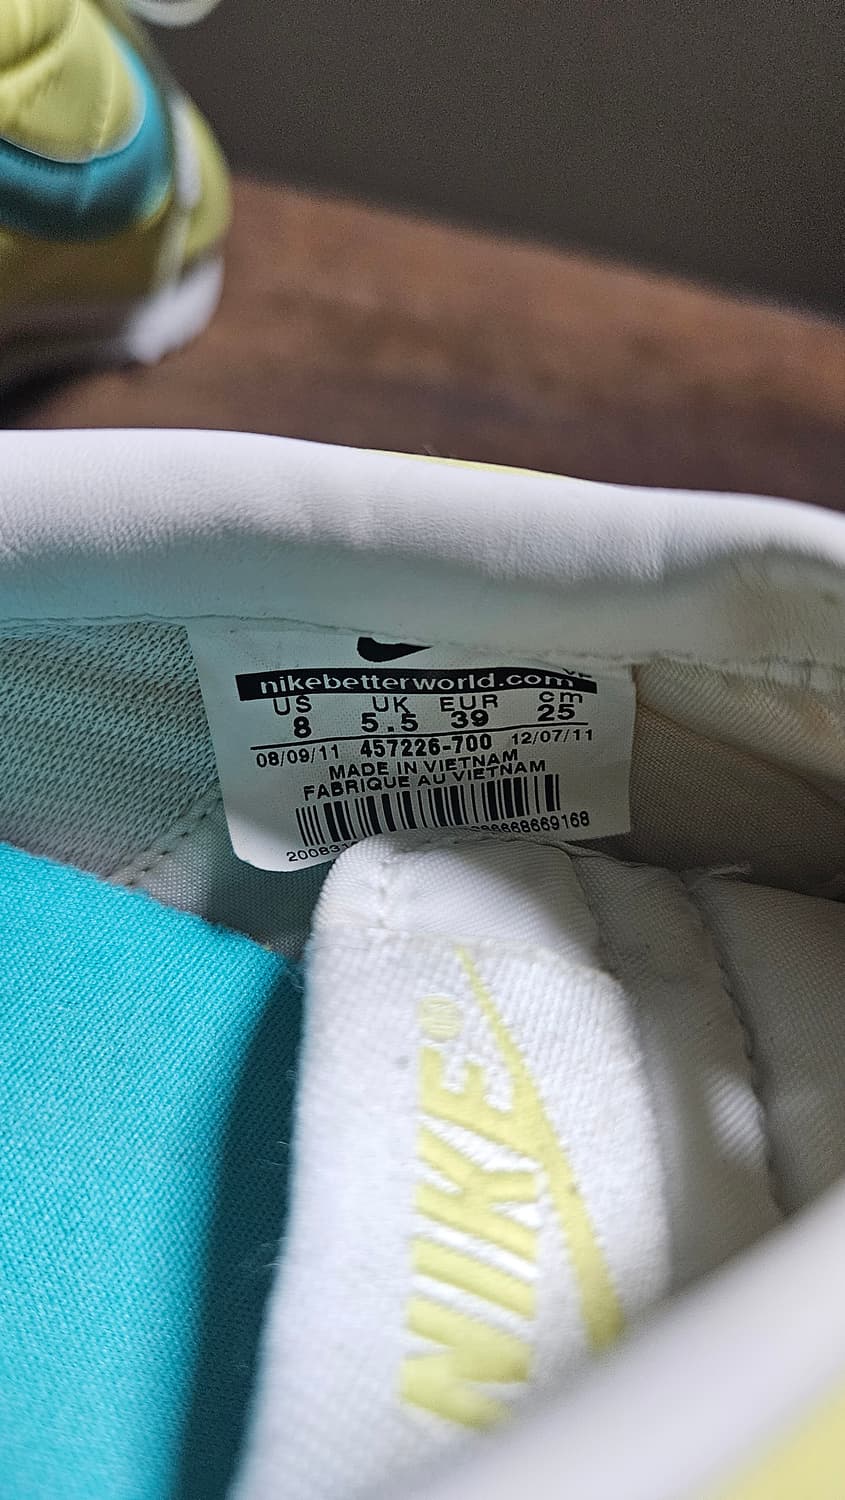 nikebetterworld.com
US UK EUR cm
8 5.5 39 25
08/09/11 457226-700 12/07/11
MADE IN VIETNAM
FABRIQUE AU VIETNAM
NIKE®